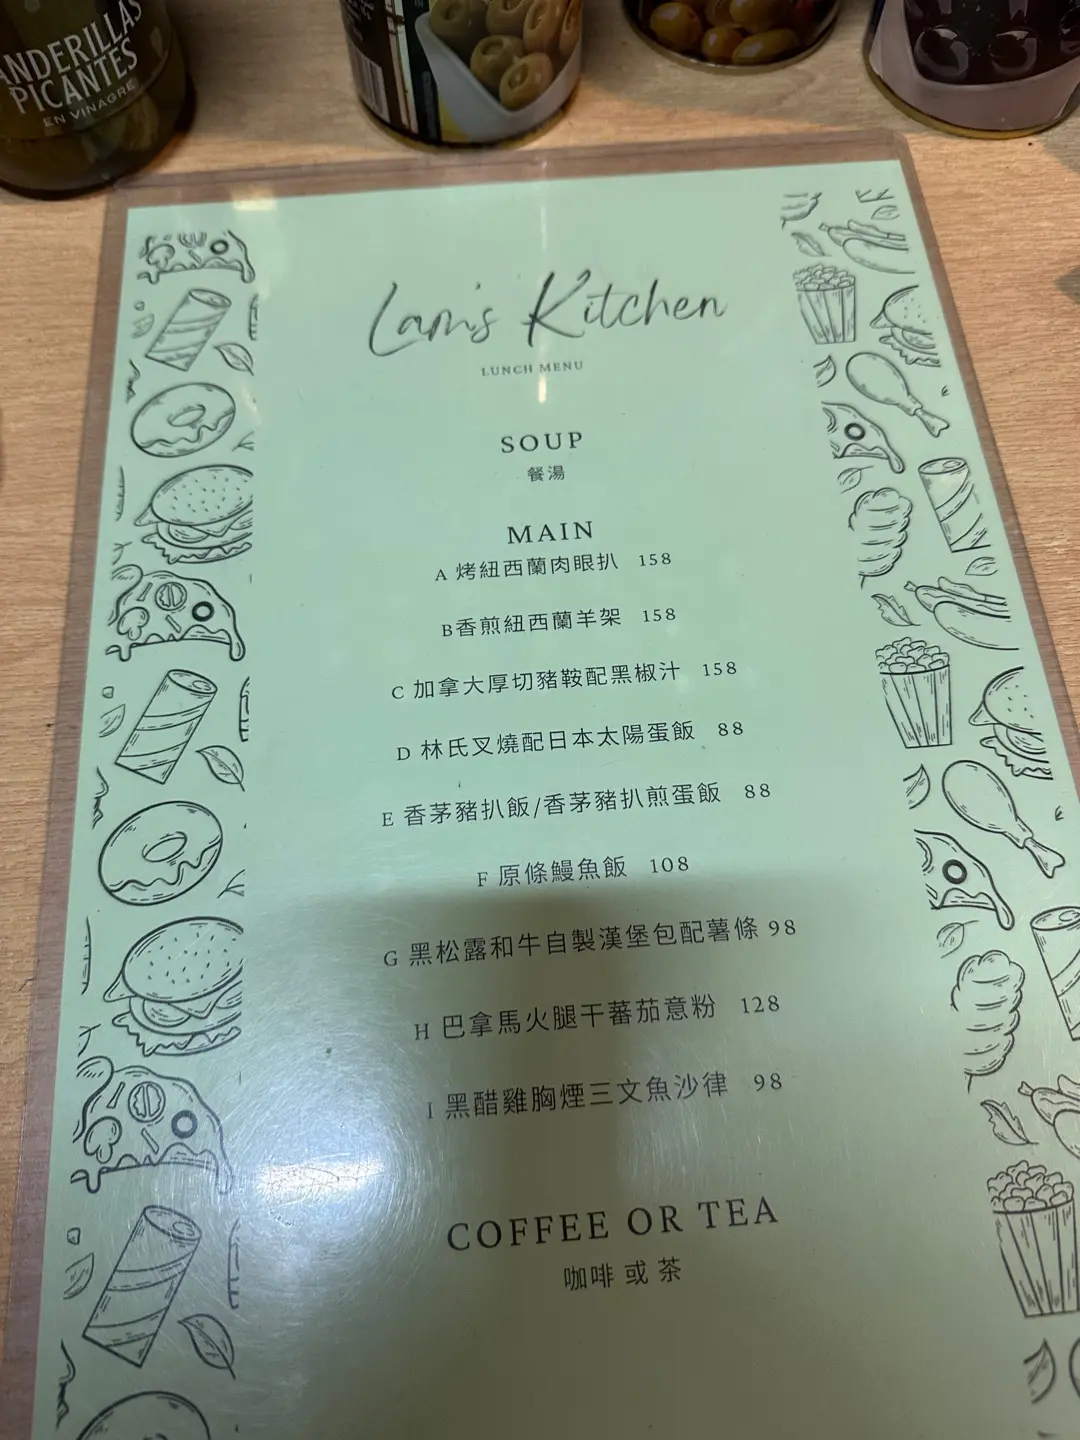 ANDERILLAS
PICANTES
EN VINAGRE
Lam's Kitchen
LUNCH MENU
SOUP
餐湯
MAIN
A 烤紐西蘭肉眼扒 158
B香煎紐西蘭羊架 158
C 加拿大厚切豬鞍配黑椒汁 158
D 林氏叉燒配日本太陽蛋飯 88
E 香茅豬扒飯/香茅豬扒煎蛋飯 88
F 原條鰻魚飯 108
G 黑松露和牛自製漢堡包配薯條 98
H 巴拿馬火腿干蕃茄意粉 128
I 黑醋雞胸煙三文魚沙律 98
COFFEE OR TEA
咖啡 或 茶